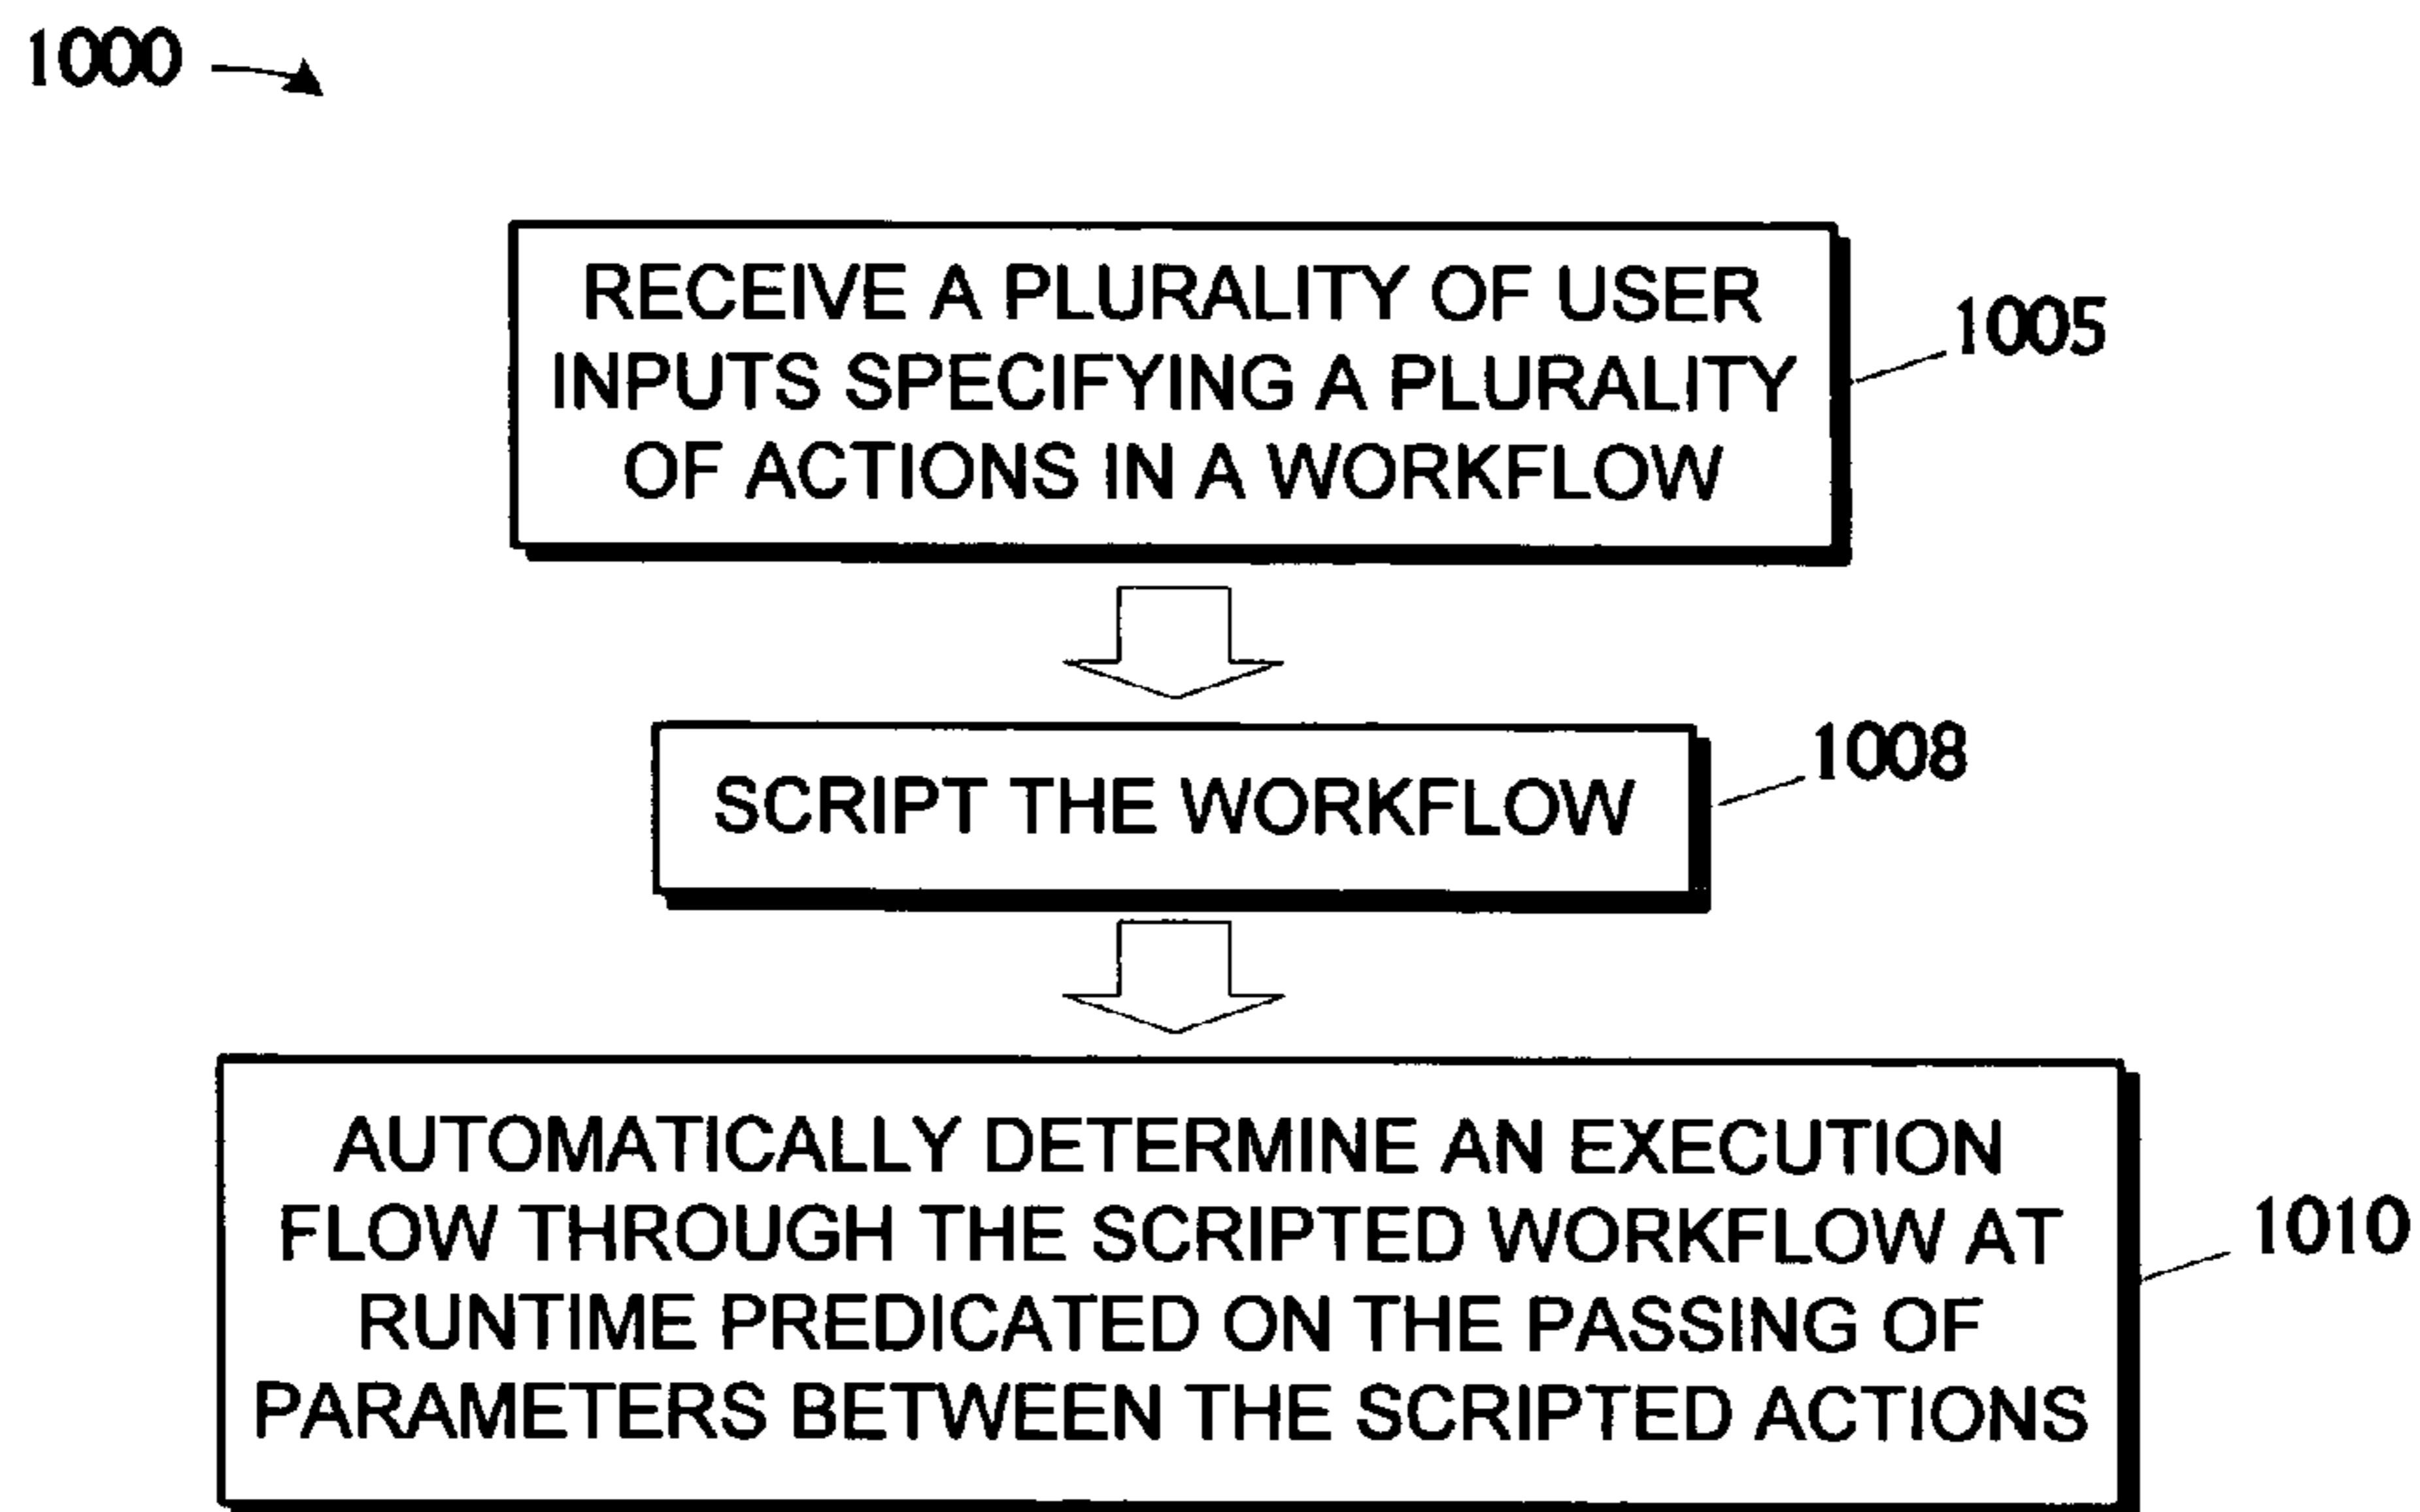 1000
RECEIVE A PLURALITY OF USER
INPUTS SPECIFYING A PLURALITY
OF ACTIONS IN A WORKFLOW
1005
SCRIPT THE WORKFLOW
1008
AUTOMATICALLY DETERMINE AN EXECUTION
FLOW THROUGH THE SCRIPTED WORKFLOW AT
RUNTIME PREDICATED ON THE PASSING OF
PARAMETERS BETWEEN THE SCRIPTED ACTIONS
1010